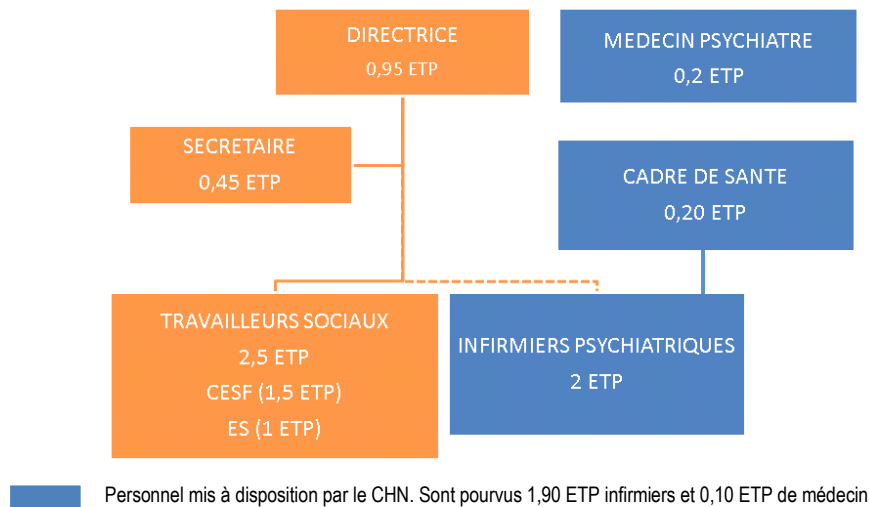 DIRECTRICE
0,95 ETP
MEDECIN PSYCHIATRE
0,2 ETP
SECRETAIRE
0,45 ETP
CADRE DE SANTE
0,20 ETP
TRAVAILLEURS SOCIAUX
2,5 ETP
CESF (1,5 ETP)
ES (1 ETP)
INFIRMIERS PSYCHIATRIQUES
2 ETP
Personnel mis à disposition par le CHN. Sont pourvus 1,90 ETP infirmiers et 0,10 ETP de médecin